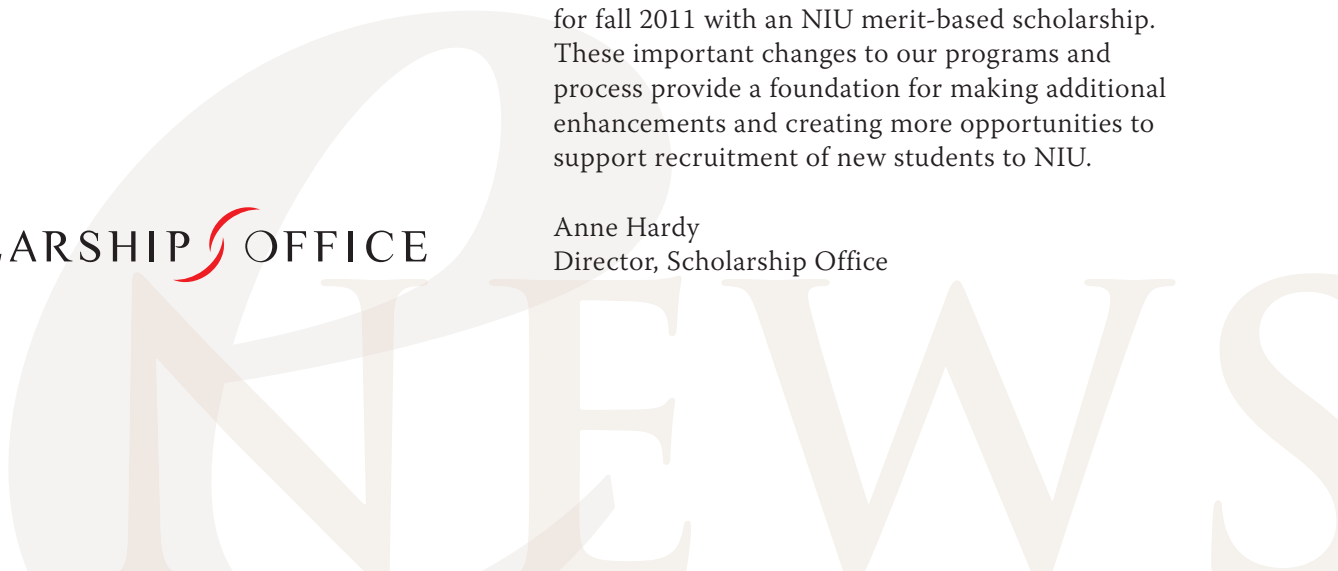 for fall 2011 with an NIU merit-based scholarship.
These important changes to our programs and
process provide a foundation for making additional
enhancements and creating more opportunities to
support recruitment of new students to NIU.
Anne Hardy
Director, Scholarship Office
ARSHIP OFFICE
e
NEWS